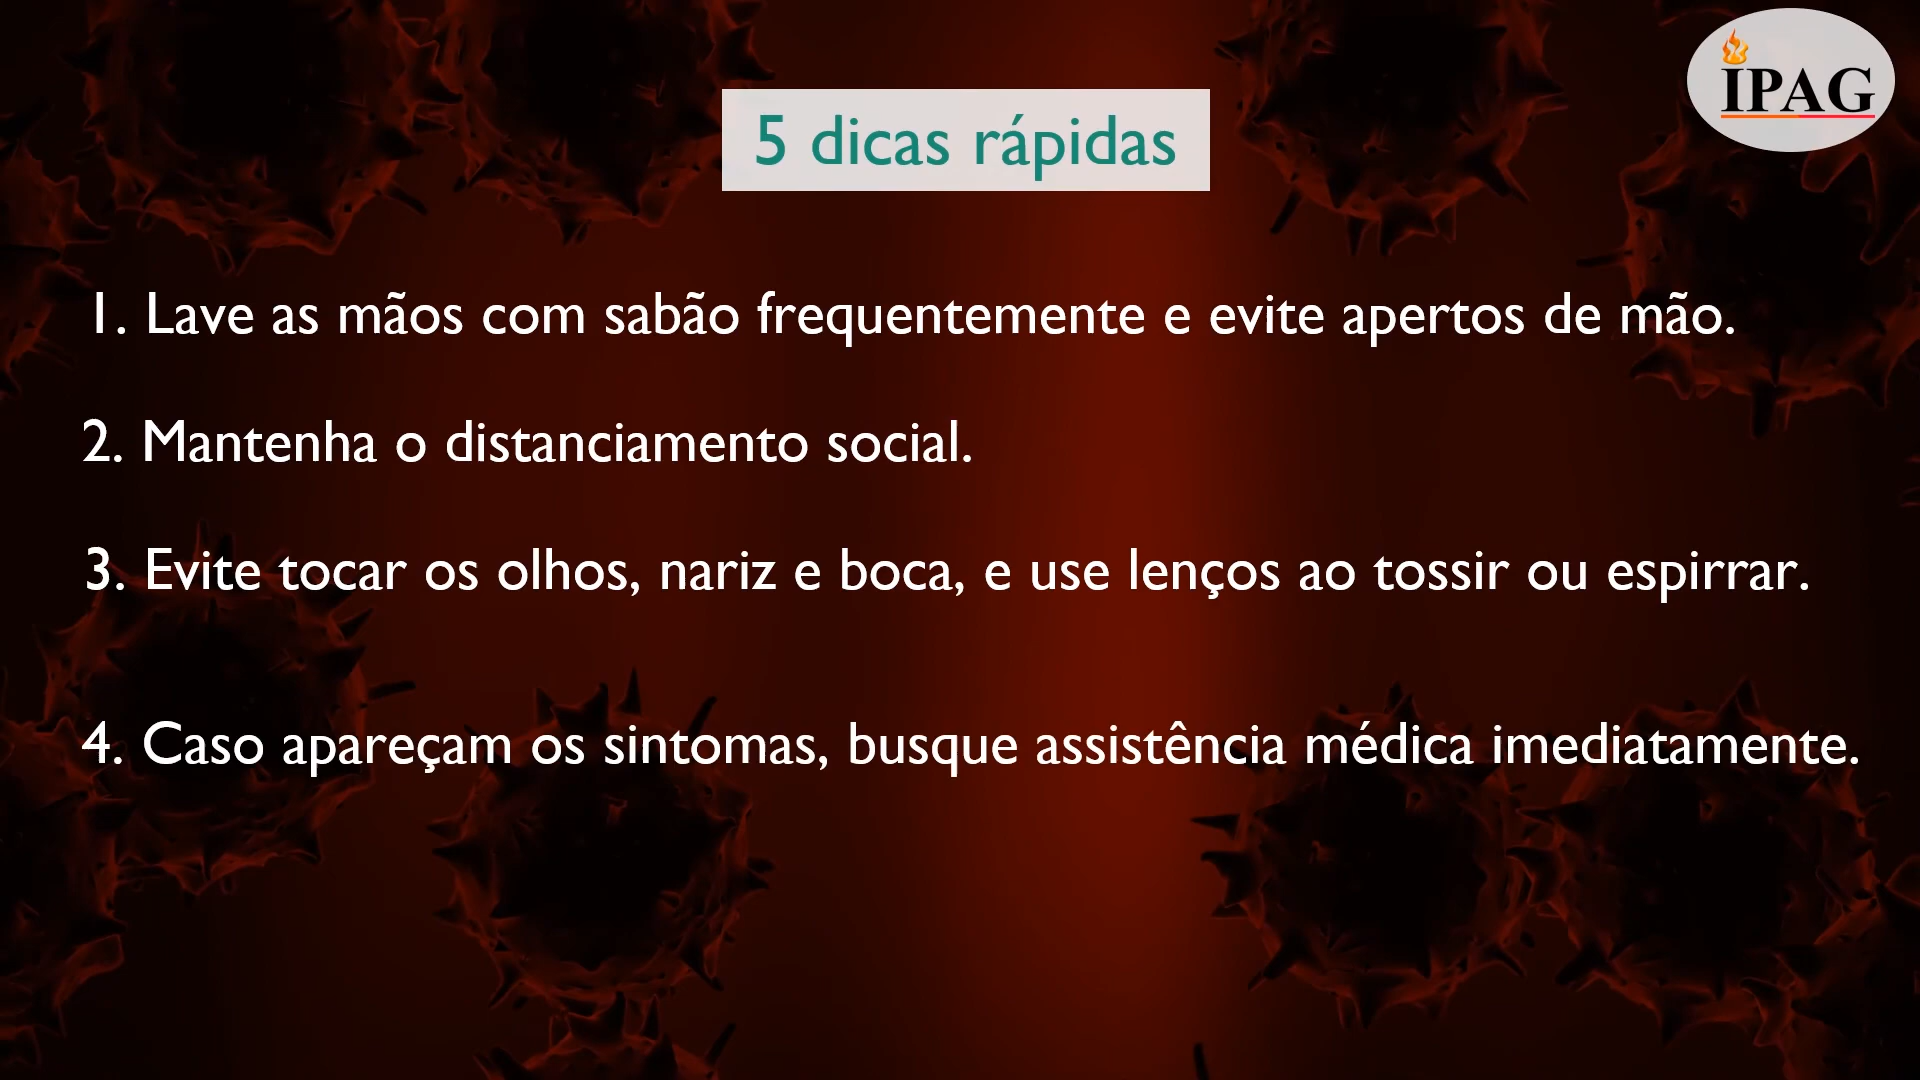 IPAG
5 dicas rápidas
1. Lave as mãos com sabão frequentemente e evite apertos de mão.
2. Mantenha o distanciamento social.
3. Evite tocar os olhos, nariz e boca, e use lenços ao tossir ou espirrar.
4. Caso apareçam os sintomas, busque assistência médica imediatamente.